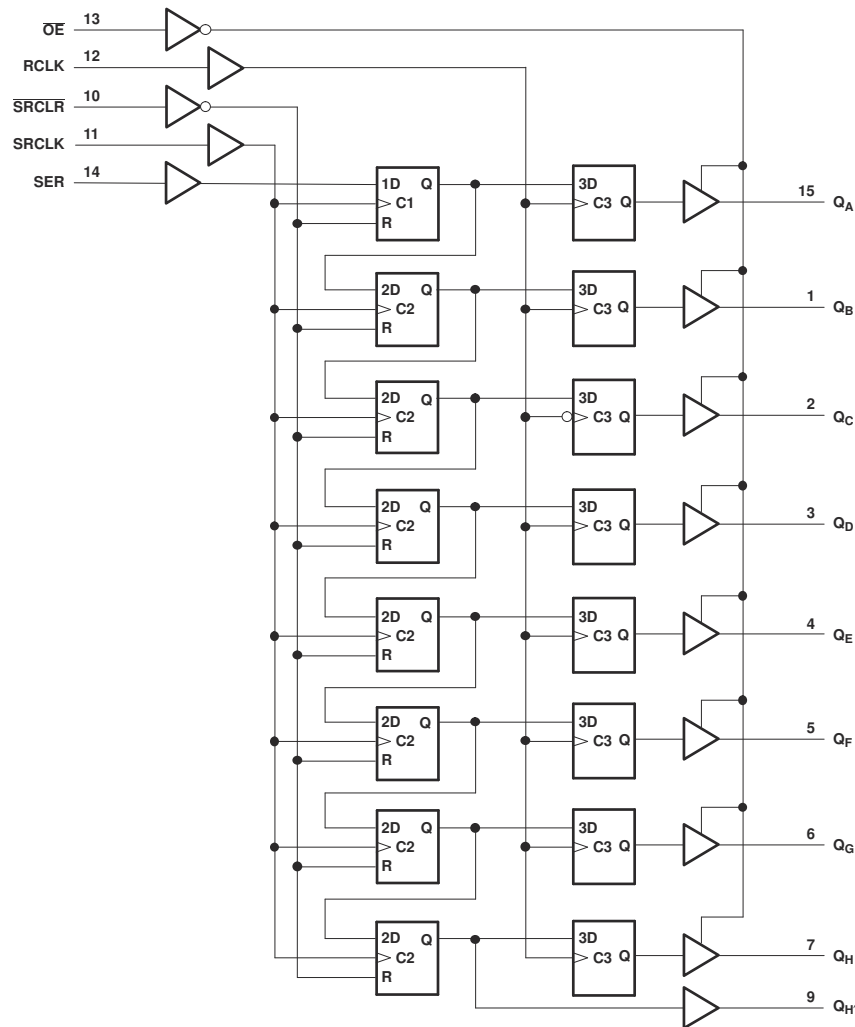 O̅E̅ 13
RCLK 12
S̅R̅C̅L̅R̅ 10
SRCLK 11
SER 14
1D Q C1 R
3D C3 Q
15 QA
2D Q C2 R
3D C3 Q
1 QB
2D Q C2 R
3D C3 Q
2 QC
2D Q C2 R
3D C3 Q
3 QD
2D Q C2 R
3D C3 Q
4 QE
2D Q C2 R
3D C3 Q
5 QF
2D Q C2 R
3D C3 Q
6 QG
2D Q C2 R
3D C3 Q
7 QH
9 QH'